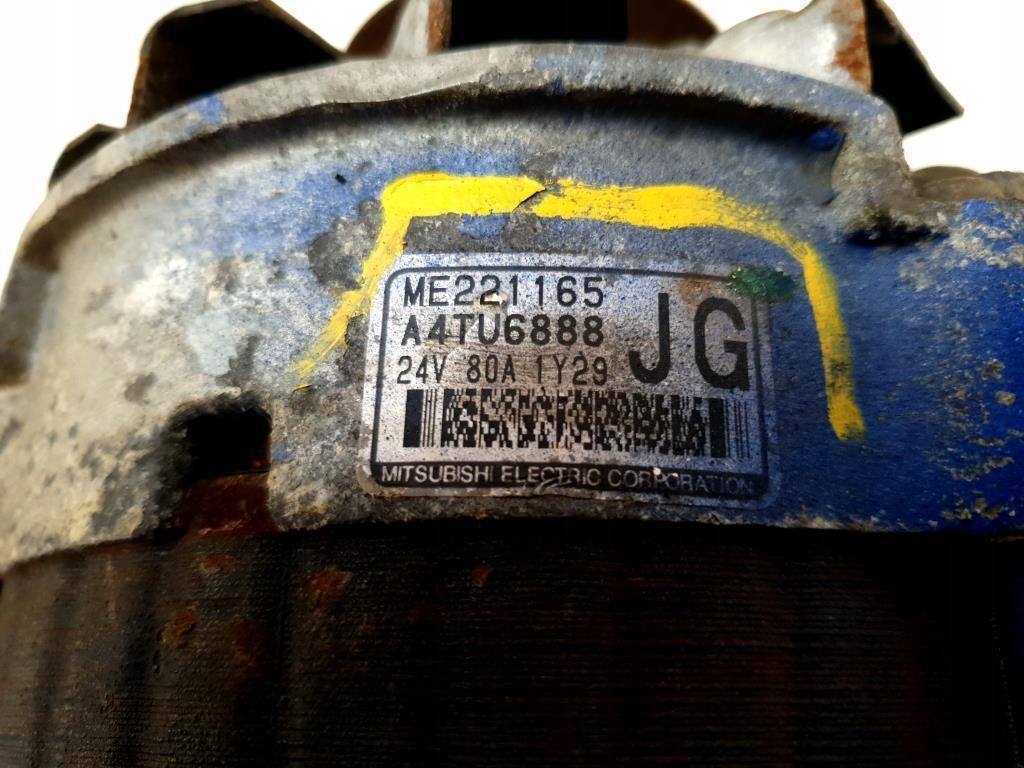 ME221165
A4TU6888
JG
24V 80A 1Y29
MITSUBISHI ELECTRIC CORPORATION